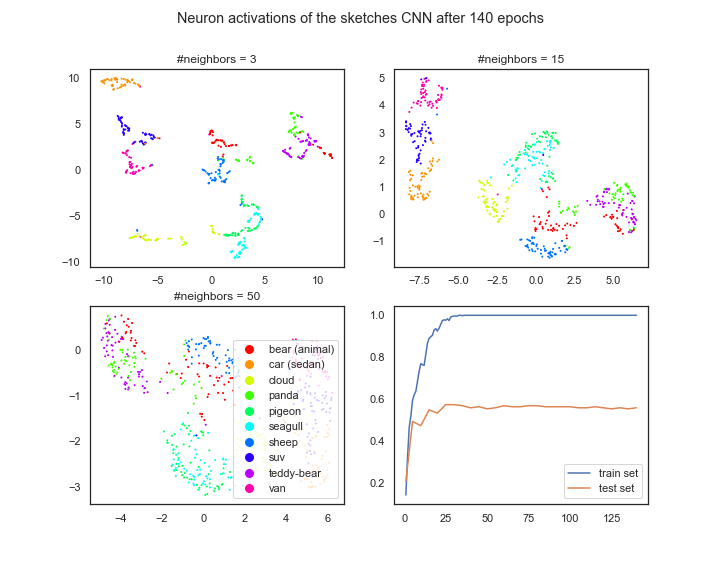 Neuron activations of the sketches CNN after 140 epochs
#neighbors = 3
10
5
0
−5
−10
−10
−5
0
5
10
#neighbors = 15
5
4
3
2
1
0
−1
−7.5
−5.0
−2.5
0.0
2.5
5.0
#neighbors = 50
0
−1
−2
−3
−4
−2
0
2
4
6
bear (animal)
car (sedan)
cloud
panda
pigeon
seagull
sheep
suv
teddy-bear
van
1.0
0.8
0.6
0.4
0.2
0
25
50
75
100
125
train set
test set